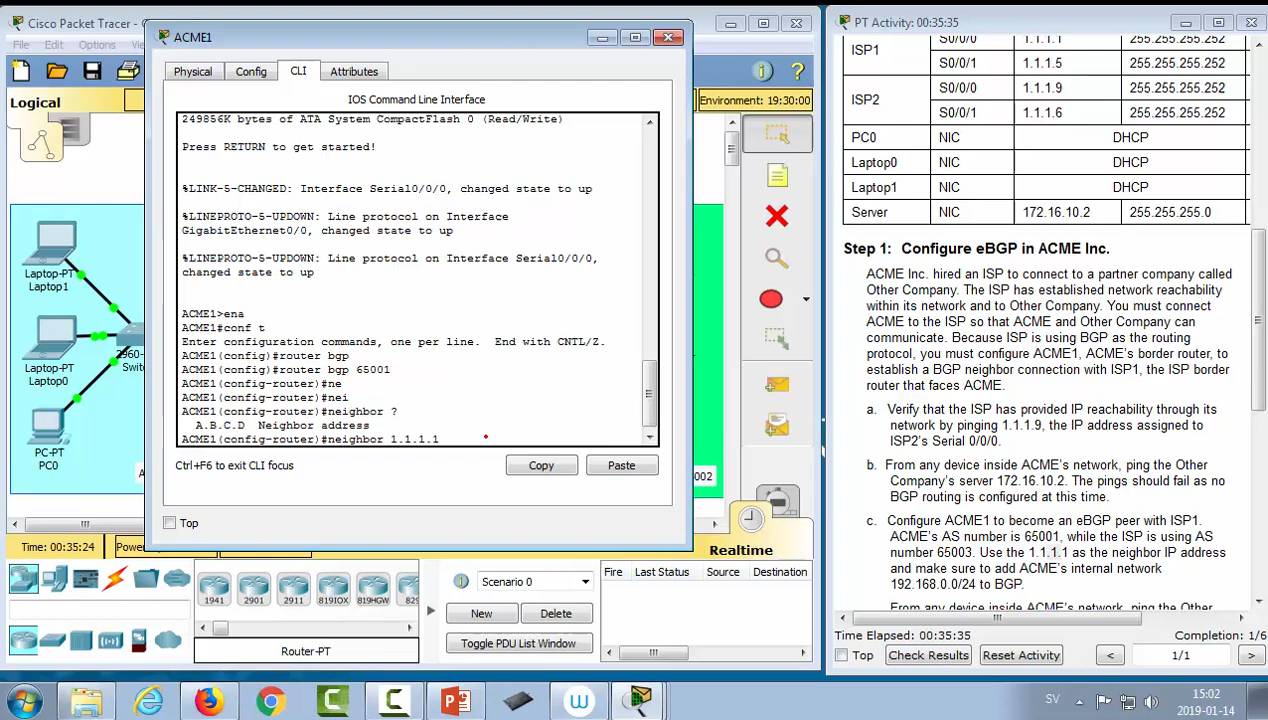 Cisco Packet Tracer -
File Edit Options
Logical
Environment: 19:30:00
Laptop-PT
Laptop1
Laptop-PT
Laptop0
2960-
PC-PT
PC0
002
Time: 00:35:24
Realtime
1941
2901
2911
819IOX
819HGW
829
Router-PT
Scenario 0
New
Delete
Toggle PDU List Window
Fire Last Status Source Destination
ACME1
Physical Config CLI Attributes
IOS Command Line Interface
249856K bytes of ATA System CompactFlash 0 (Read/Write)
Press RETURN to get started!
%LINK-5-CHANGED: Interface Serial0/0/0, changed state to up
%LINEPROTO-5-UPDOWN: Line protocol on Interface
GigabitEthernet0/0, changed state to up
%LINEPROTO-5-UPDOWN: Line protocol on Interface Serial0/0/0,
changed state to up
ACME1>ena
ACME1#conf t
Enter configuration commands, one per line. End with CNTL/Z.
ACME1(config)#router bgp
ACME1(config)#router bgp 65001
ACME1(config-router)#ne
ACME1(config-router)#nei
ACME1(config-router)#neighbor ?
A.B.C.D Neighbor address
ACME1(config-router)#neighbor 1.1.1.1
Ctrl+F6 to exit CLI focus
Copy
Paste
Top
PT Activity: 00:35:35
ISP1
S0/0/0 1.1.1.1 255.255.255.252
S0/0/1 1.1.1.5 255.255.255.252
ISP2
S0/0/0 1.1.1.9 255.255.255.252
S0/0/1 1.1.1.6 255.255.255.252
PC0 NIC DHCP
Laptop0 NIC DHCP
Laptop1 NIC DHCP
Server NIC 172.16.10.2 255.255.255.0
Step 1: Configure eBGP in ACME Inc.
ACME Inc. hired an ISP to connect to a partner company called
Other Company. The ISP has established network reachability
within its network and to Other Company. You must connect
ACME to the ISP so that ACME and Other Company can
communicate. Because ISP is using BGP as the routing
protocol, you must configure ACME1, ACME's border router, to
establish a BGP neighbor connection with ISP1, the ISP border
router that faces ACME.
a. Verify that the ISP has provided IP reachability through its
network by pinging 1.1.1.9, the IP address assigned to
ISP2's Serial 0/0/0.
b. From any device inside ACME's network, ping the Other
Company's server 172.16.10.2. The pings should fail as no
BGP routing is configured at this time.
c. Configure ACME1 to become an eBGP peer with ISP1.
ACME's AS number is 65001, while the ISP is using AS
number 65003. Use the 1.1.1.1 as the neighbor IP address
and make sure to add ACME's internal network
192.168.0.0/24 to BGP.
From any device inside ACME's network, ping the Other
Time Elapsed: 00:35:35
Completion: 1/6
Top
Check Results
Reset Activity
<
1/1
>
SV
15:02
2019-01-14